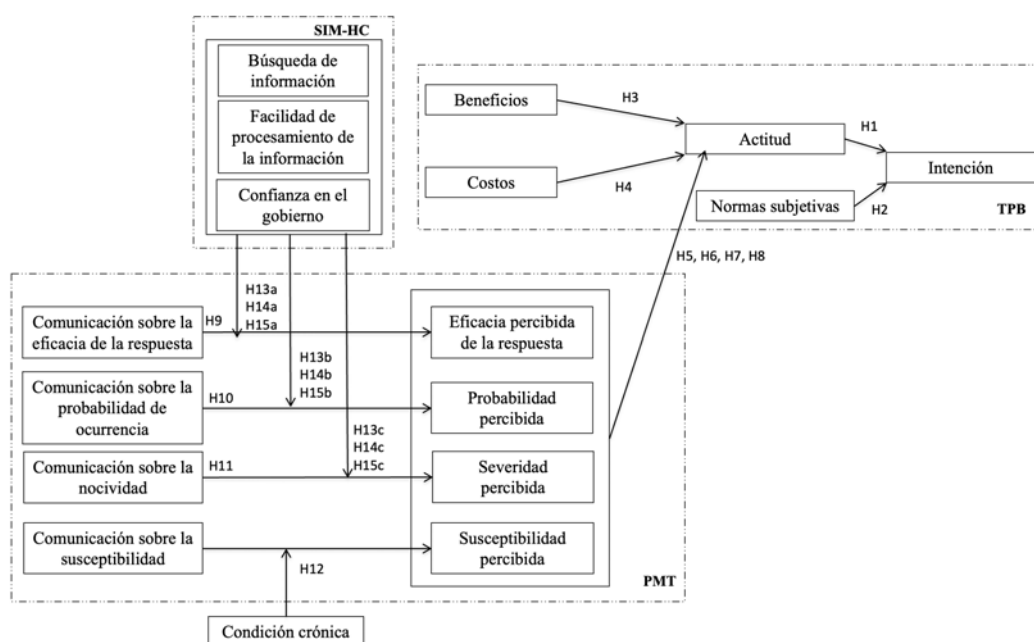 SIM-HC
Búsqueda de
información
Facilidad de
procesamiento de
la información
Confianza en el
gobierno
Beneficios
Costos
H3
H4
Actitud
H1
Intención
Normas subjetivas
H2
TPB
H5, H6, H7, H8
Comunicación sobre la
eficacia de la respuesta
H9
H13a
H14a
H15a
Eficacia percibida
de la respuesta
Comunicación sobre la
probabilidad de
ocurrencia
H10
H13b
H14b
H15b
Probabilidad
percibida
Comunicación sobre la
nocividad
H11
H13c
H14c
H15c
Severidad
percibida
Comunicación sobre la
susceptibilidad
H12
Susceptibilidad
percibida
PMT
Condición crónica